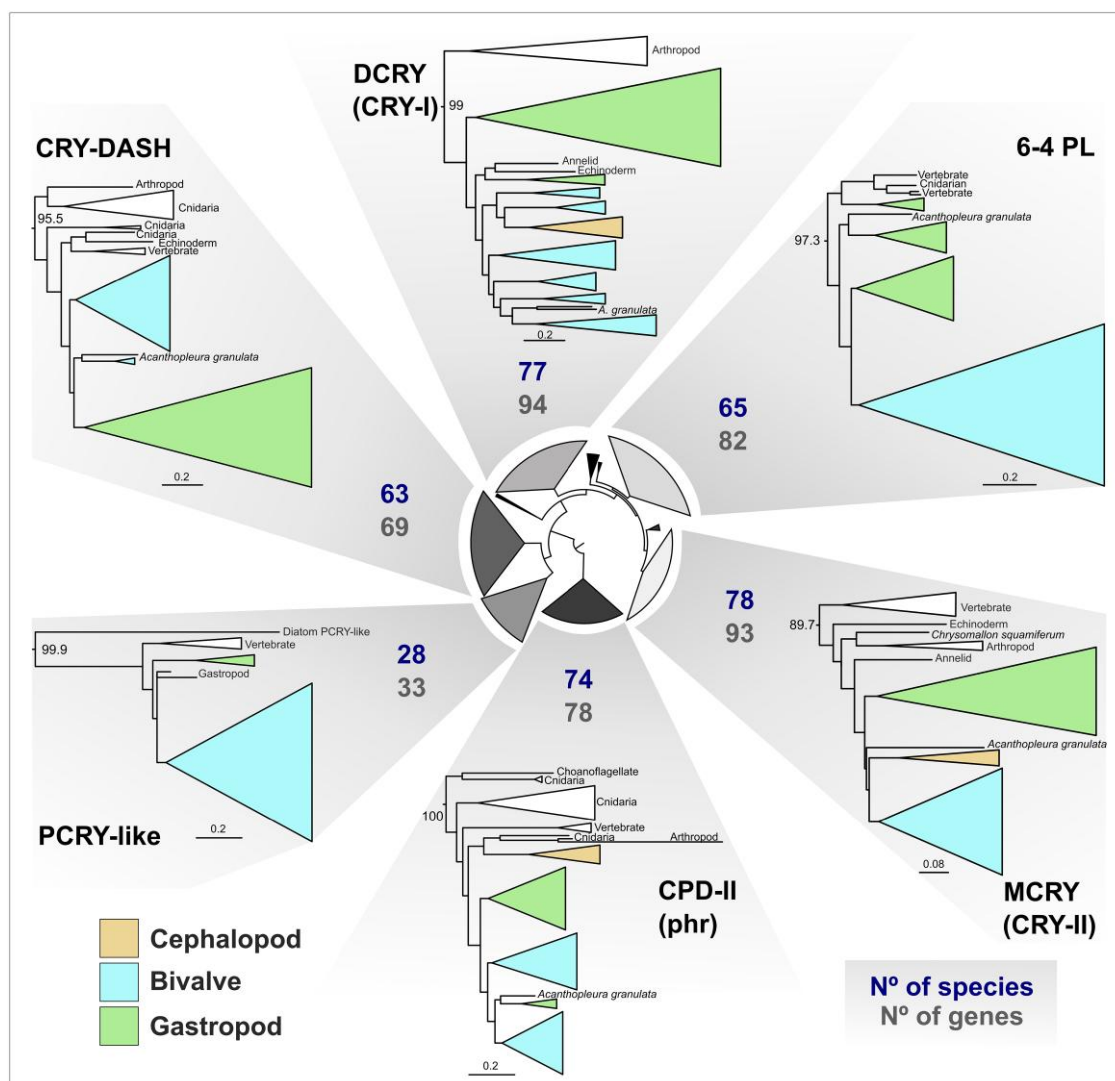 DCRY
(CRY-I)
Arthropod
99
Annelid
Echinoderm
A. granulata
0.2
77
94
CRY-DASH
Arthropod
Cnidaria
95.5
Cnidaria
Cnidaria
Echinoderm
Vertebrate
Acanthopleura granulata
0.2
63
69
6-4 PL
Vertebrate
Cnidarian
Vertebrate
Acanthopleura granulata
97.3
0.2
65
82
Diatom PCRY-like
99.9
Vertebrate
Gastropod
0.2
PCRY-like
28
33
74
78
Choanoflagellate
Cnidaria
100
Cnidaria
Vertebrate
Cnidaria
Arthropod
Acanthopleura granulata
0.2
CPD-II
(phr)
78
93
Vertebrate
89.7
Echinoderm
Chrysomallon squamiferum
Arthropod
Annelid
Acanthopleura granulata
0.08
MCRY
(CRY-II)
Cephalopod
Bivalve
Gastropod
Nº of species
Nº of genes